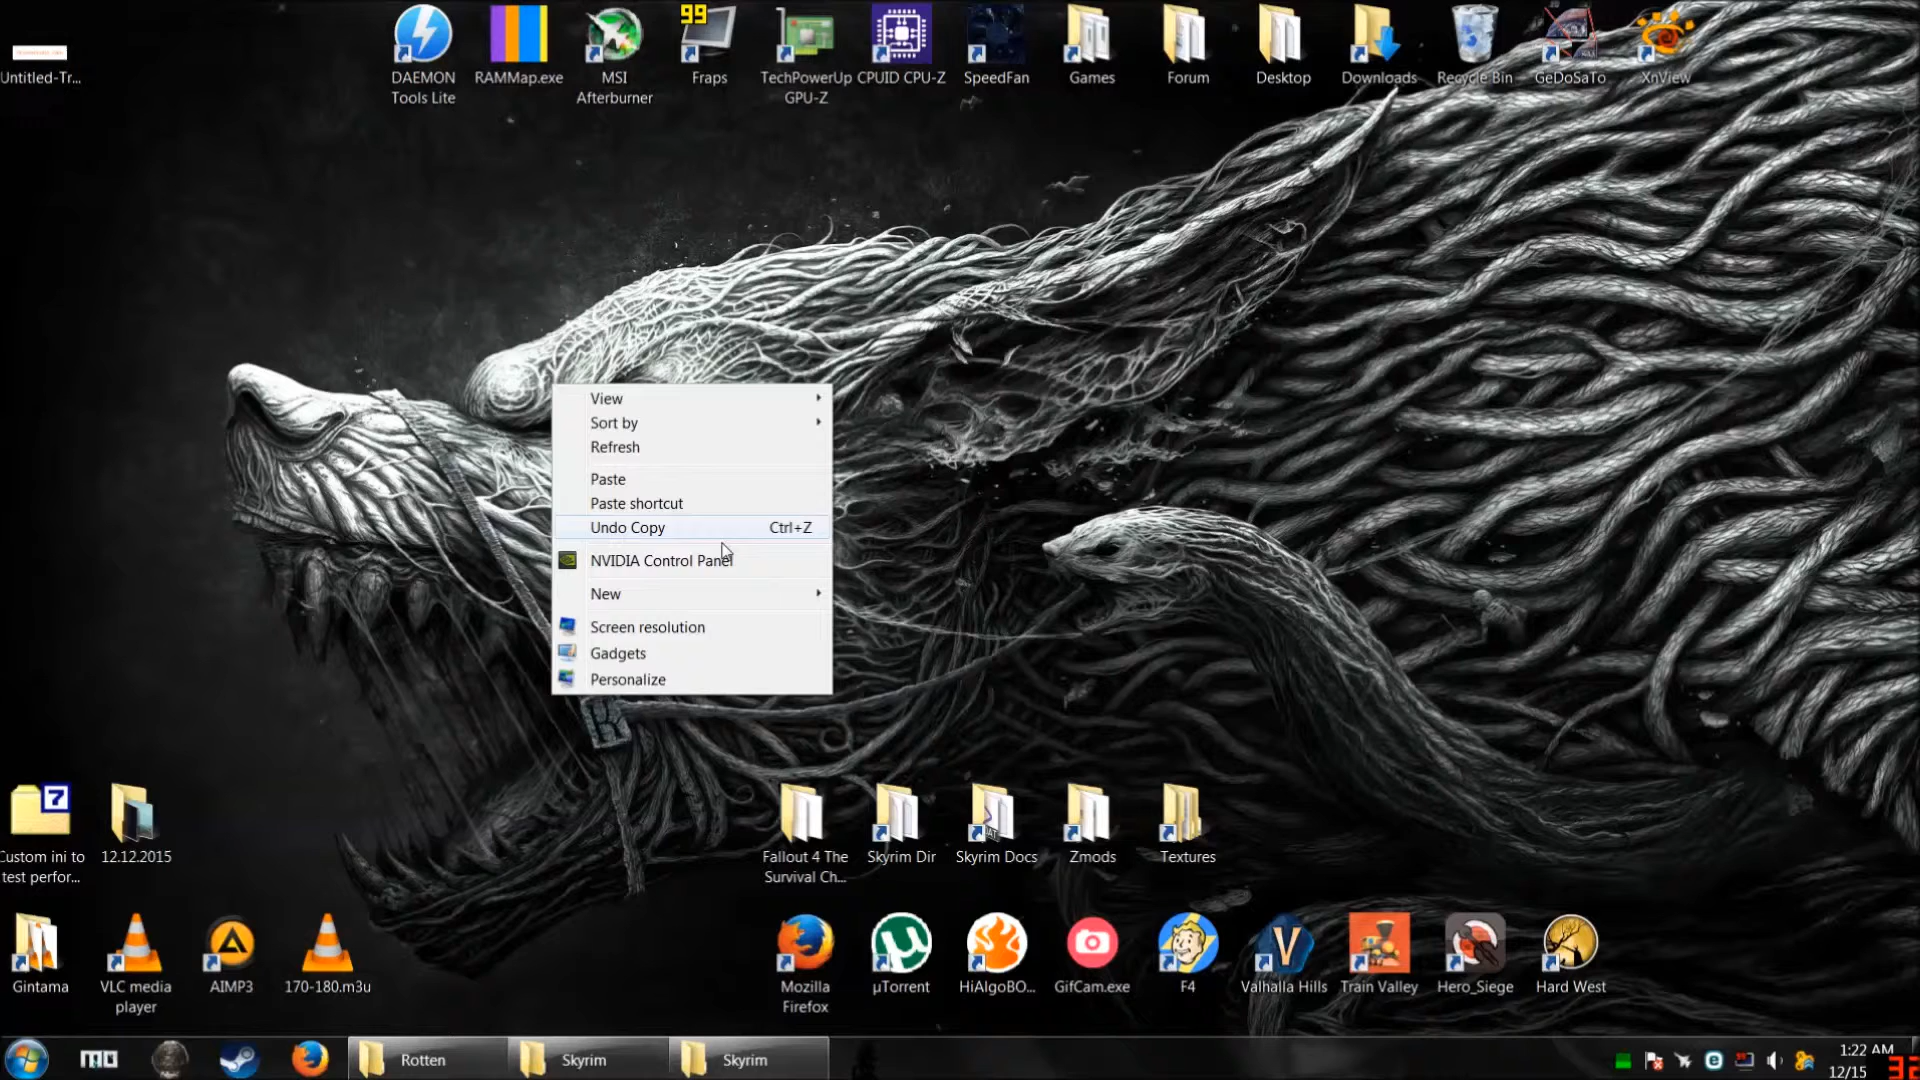 99
Untitled-Tr...
DAEMON Tools Lite
RAMMap.exe
MSI Afterburner
Fraps
TechPowerUp GPU-Z
CPUID CPU-Z
SpeedFan
Games
Forum
Desktop
Downloads
Recycle Bin
GeDoSaTo
XnView
View
Sort by
Refresh
Paste
Paste shortcut
Undo Copy Ctrl+Z
NVIDIA Control Panel
New
Screen resolution
Gadgets
Personalize
7
Custom ini to test perfor...
12.12.2015
Fallout 4 The Survival Ch...
Skyrim Dir
Skyrim Docs
Zmods
Textures
Gintama
VLC media player
AIMP3
170-180.m3u
Mozilla Firefox
µTorrent
HiAlgoBO...
GifCam.exe
F4
Valhalla Hills
Train Valley
Hero_Siege
Hard West
MO
Rotten
Skyrim
Skyrim
1:22 AM
12/15
32